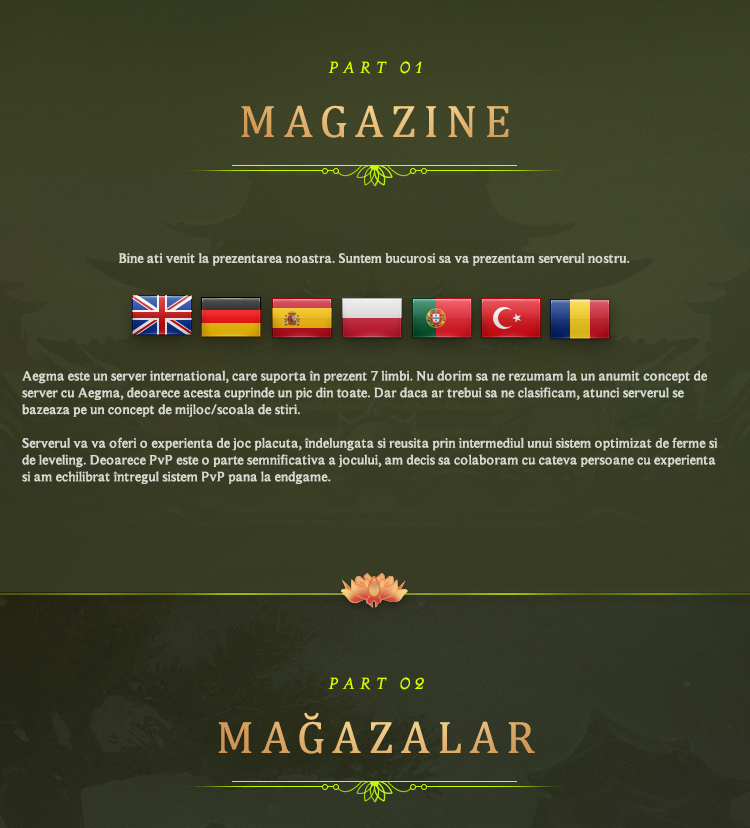 PART 01
MAGAZINE
Bine ati venit la prezentarea noastra. Suntem bucurosi sa va prezentam serverul nostru.
Aegma este un server international, care suporta în prezent 7 limbi. Nu dorim sa ne rezumam la un anumit concept de
server cu Aegma, deoarece acesta cuprinde un pic din toate. Dar daca ar trebui sa ne clasificam, atunci serverul se
bazeaza pe un concept de mijloc/scoala de stiri.
Serverul va va oferi o experienta de joc placuta, îndelungata si reusita prin intermediul unui sistem optimizat de ferme si
de leveling. Deoarece PvP este o parte semnificativa a jocului, am decis sa colaboram cu cateva persoane cu experienta
si am echilibrat întregul sistem PvP pana la endgame.
PART 02
MAĞAZALAR